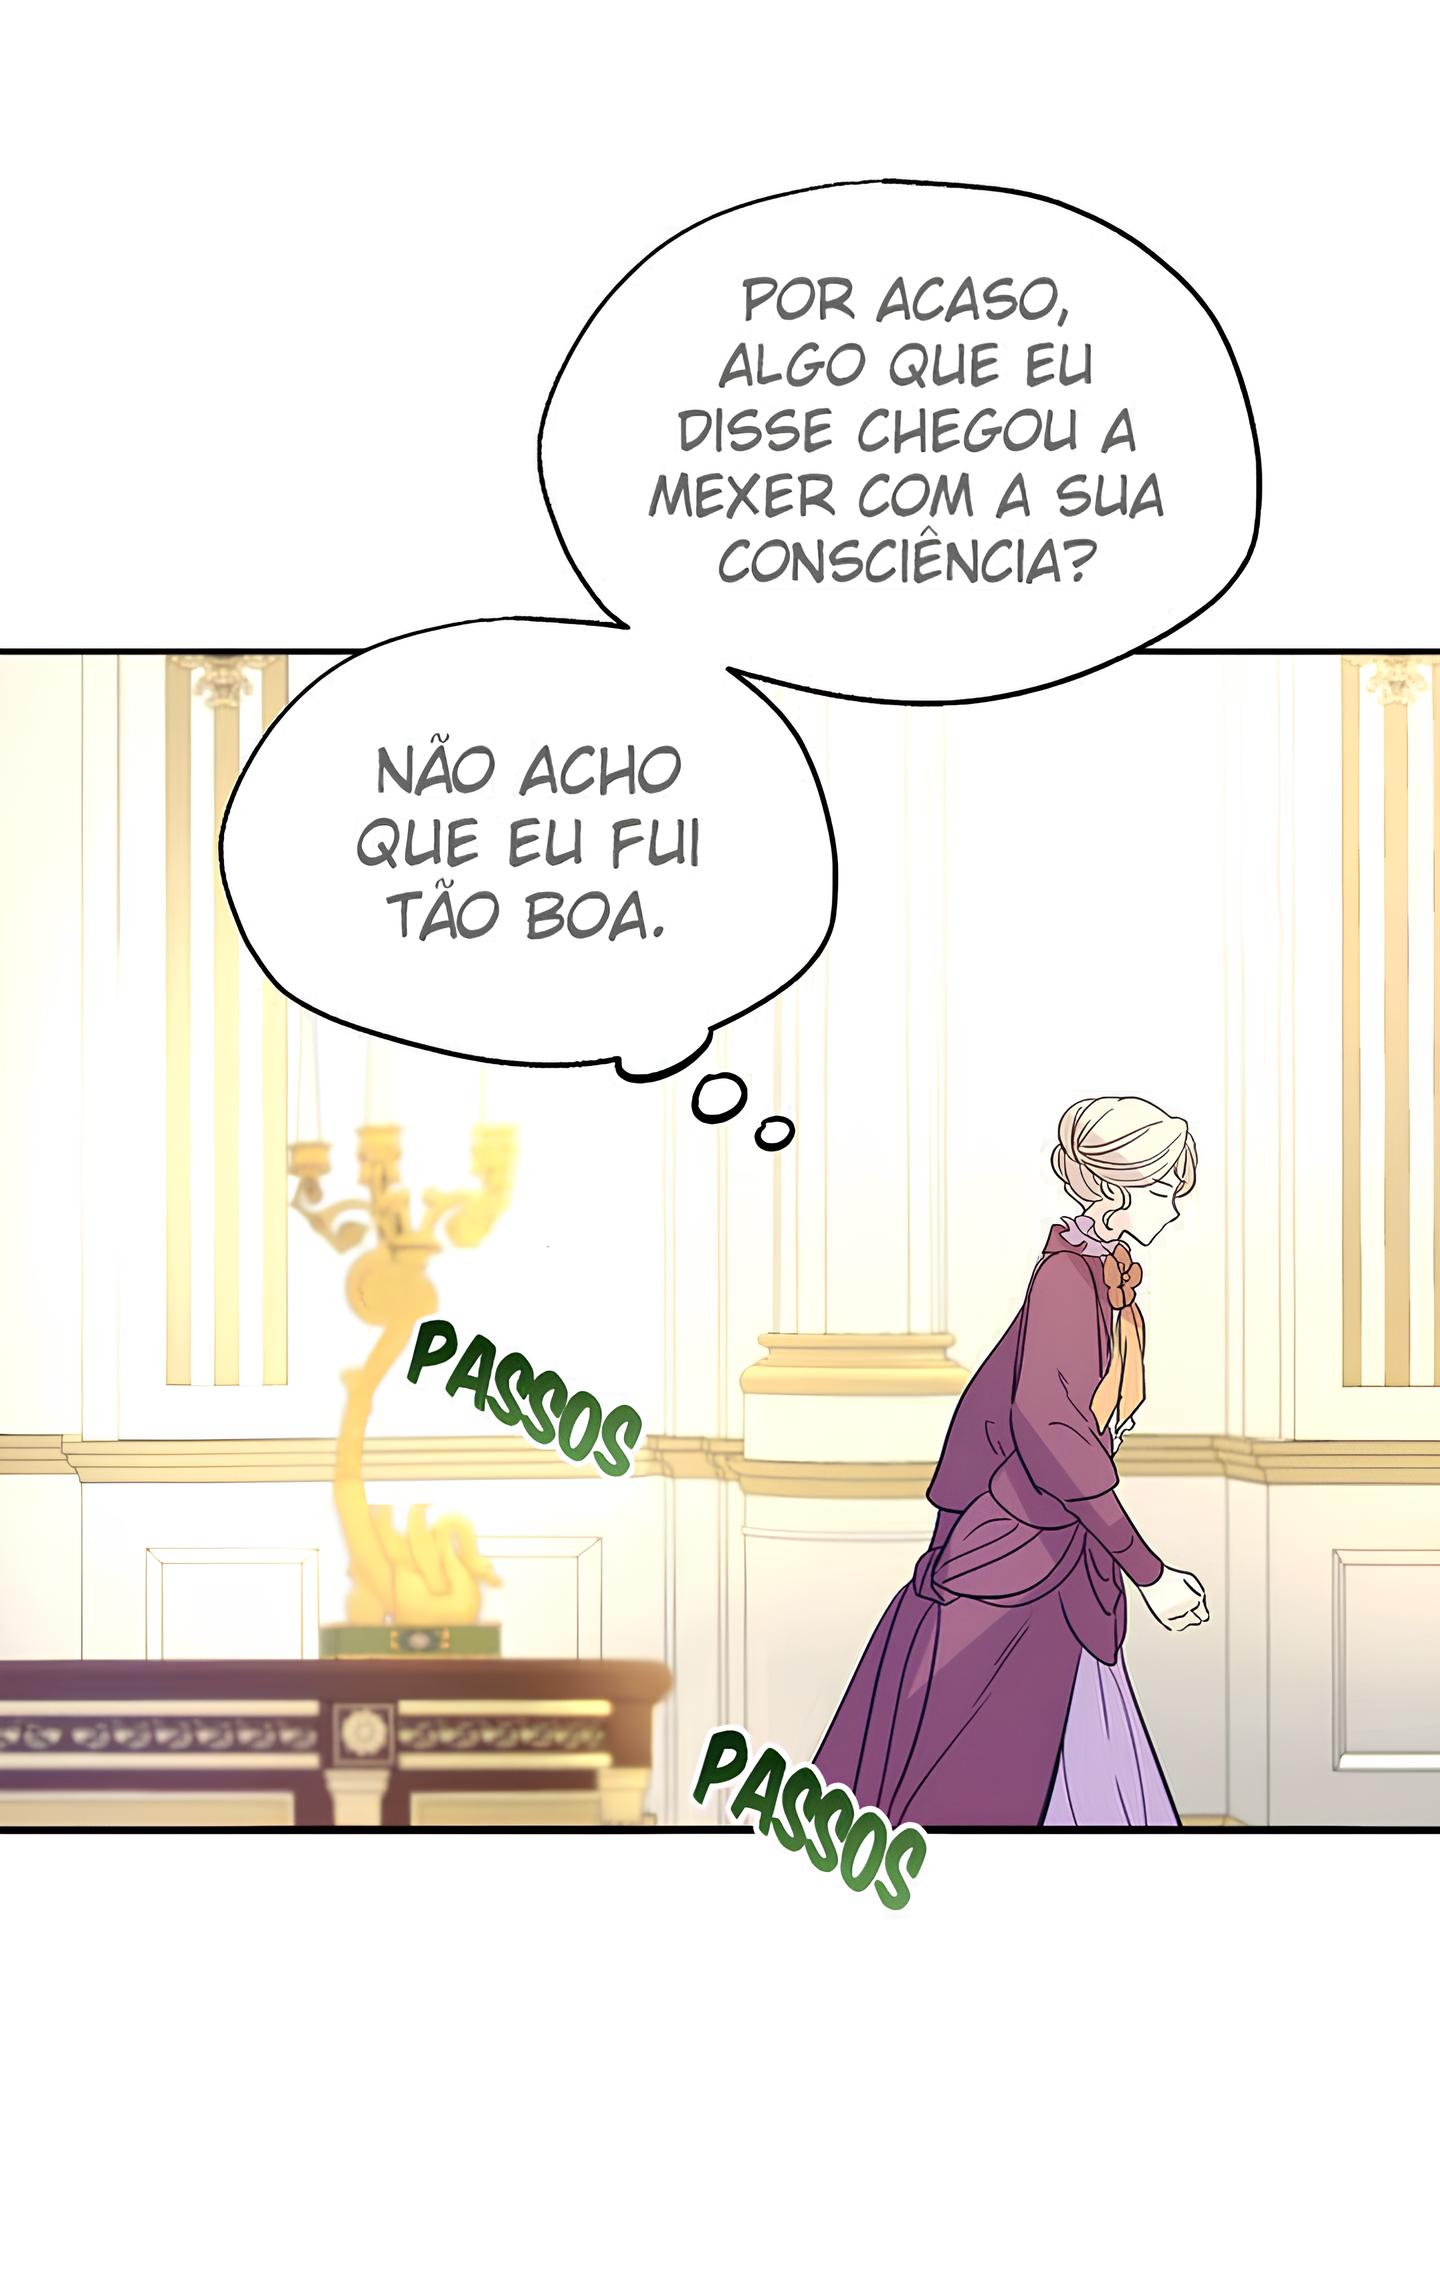 POR ACASO,
ALGO QUE EU
DISSE CHEGOU A
MEXER COM A SUA
CONSCIÊNCIA?
NÃO ACHO
QUE EU FUI
TÃO BOA.
PASSOS
PASSOS